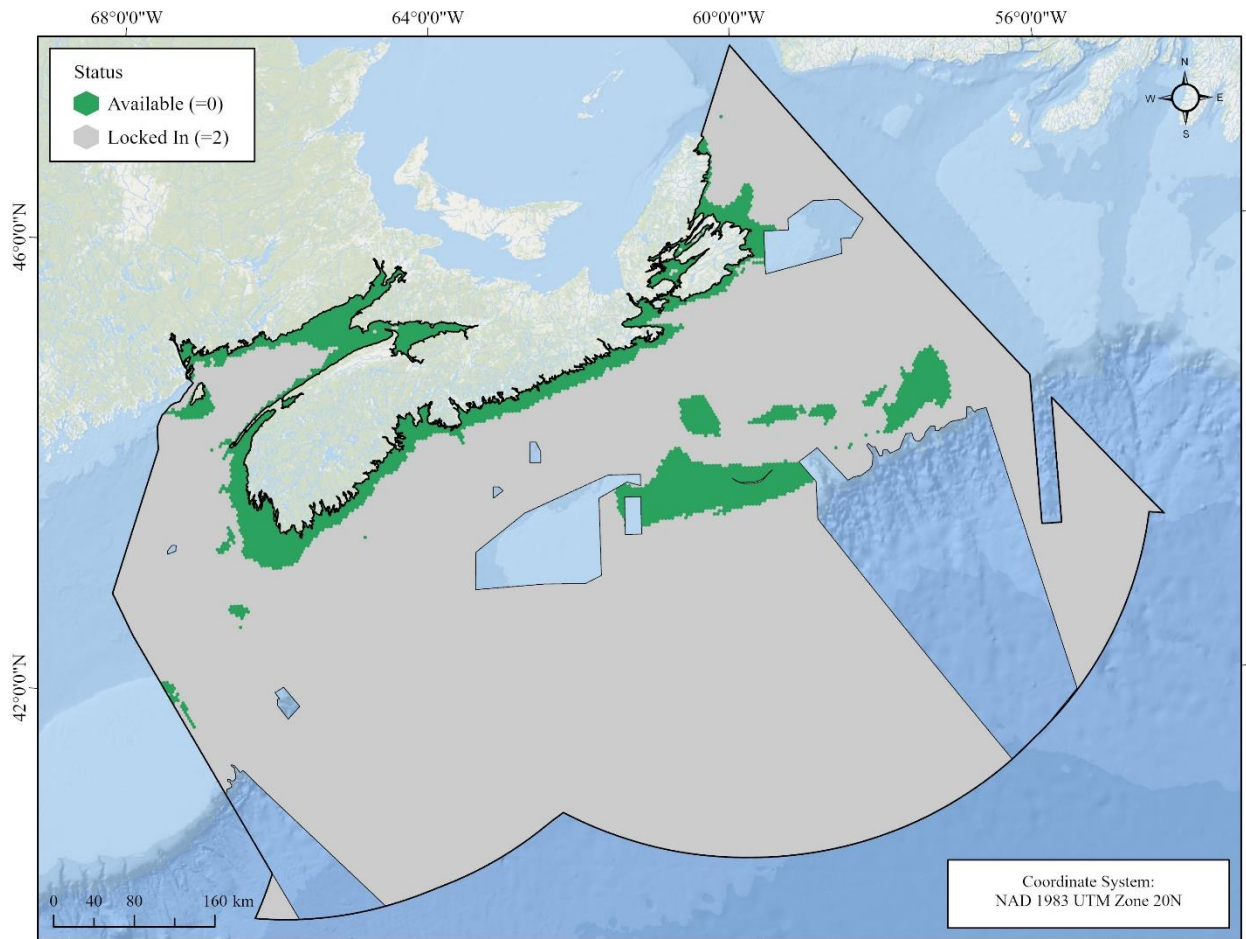 68°0'0"W
64°0'0"W
60°0'0"W
56°0'0"W
Status
Available (=0)
Locked In (=2)
N
W
E
S
46°0'0"N
42°0'0"N
0 40 80 160 km
Coordinate System:
NAD 1983 UTM Zone 20N